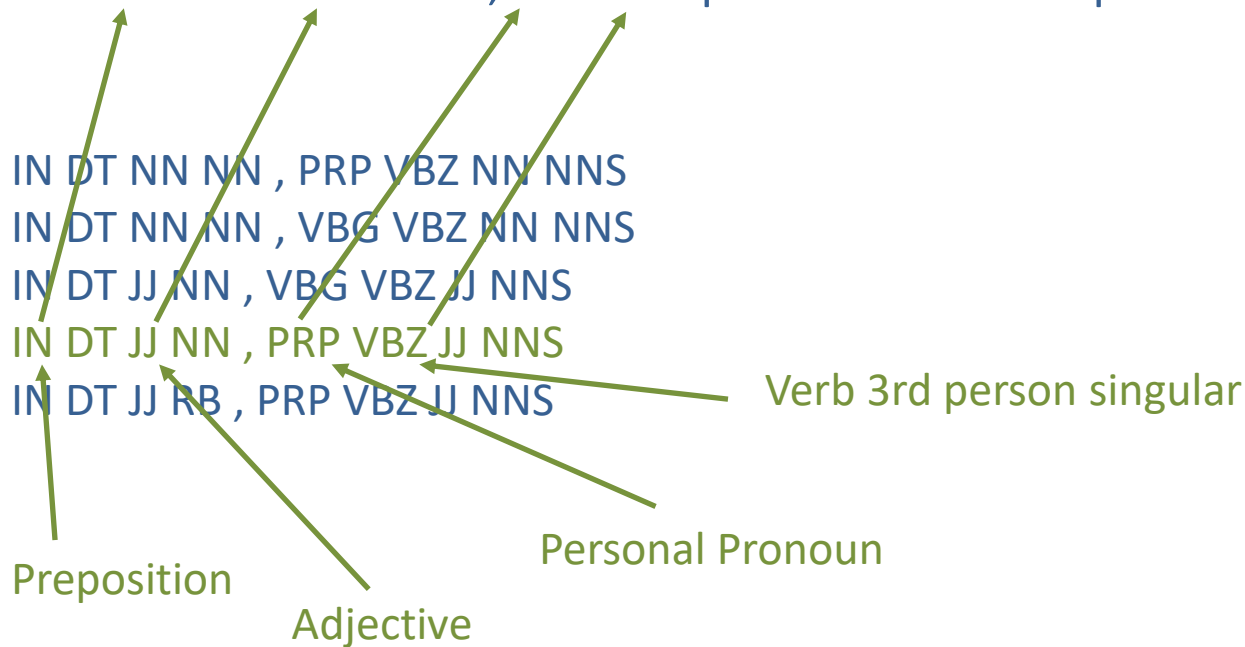 IN DT NN NN , PRP VBZ NN NNS
IN DT NN NN , VBG VBZ NN NNS
IN DT JJ NN , VBG VBZ JJ NNS
IN DT JJ NN , PRP VBZ JJ NNS
IN DT JJ RB , PRP VBZ JJ NNS
Verb 3rd person singular
Personal Pronoun
Preposition
Adjective